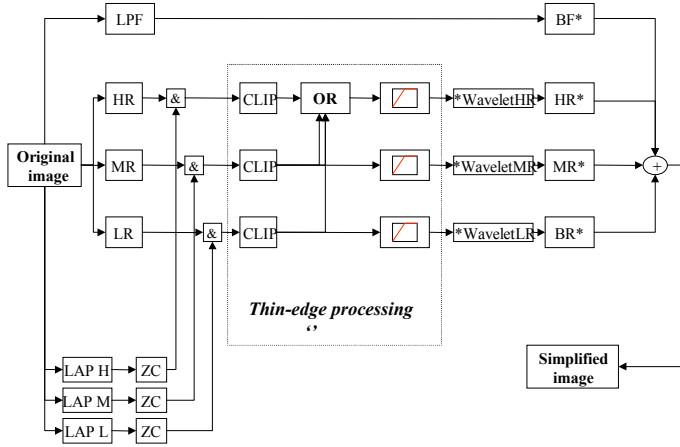 LPF
BF*
HR
&
CLIP
OR
*WaveletHR
HR*
Original
image
MR
&
CLIP
*WaveletMR
MR*
+
LR
&
CLIP
*WaveletLR
BR*
Thin-edge processing
‘’
Simplified
image
LAP H
ZC
LAP M
ZC
LAP L
ZC